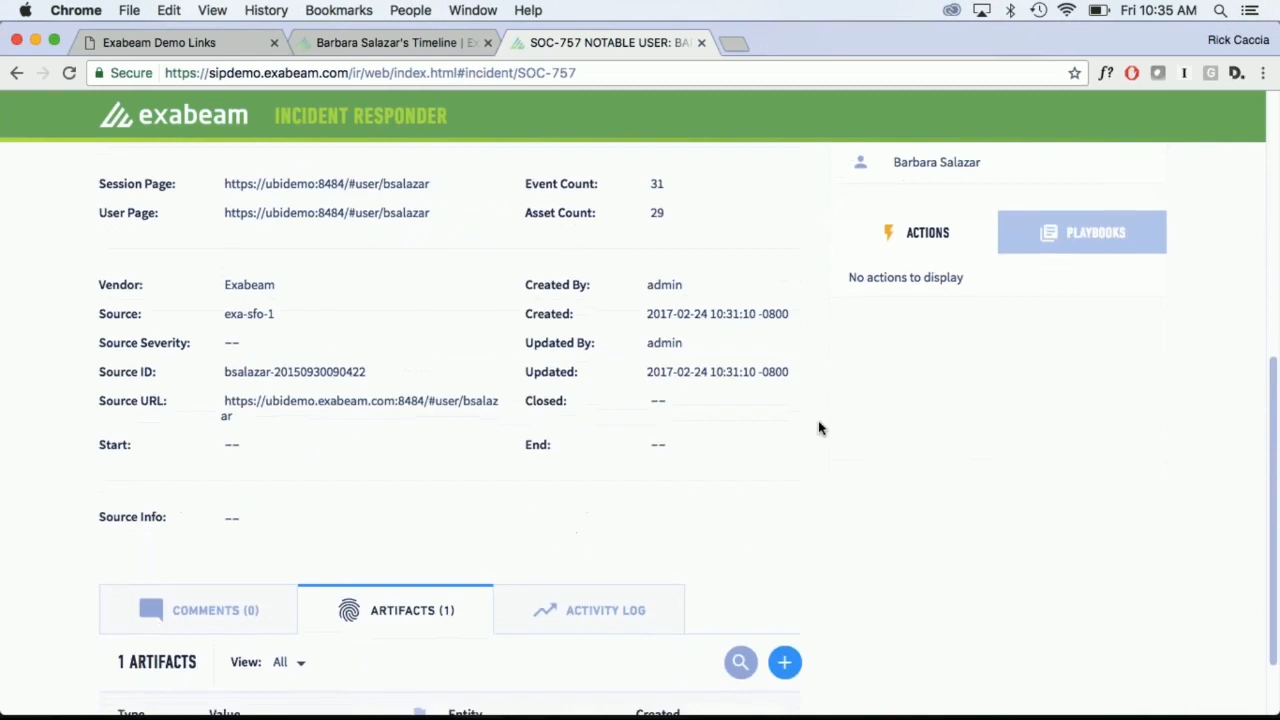 Chrome File Edit View History Bookmarks People Window Help Fri 10:35 AM
Exabeam Demo Links Barbara Salazar's Timeline | Ex SOC-757 NOTABLE USER: BA Rick Caccia
Secure https://sipdemo.exabeam.com/ir/web/index.html#incident/SOC-757 f? I G D.
exabeam INCIDENT RESPONDER
Barbara Salazar
Session Page: https://ubidemo:8484/#user/bsalazar Event Count: 31
User Page: https://ubidemo:8484/#user/bsalazar Asset Count: 29
ACTIONS PLAYBOOKS
No actions to display
Vendor: Exabeam Created By: admin
Source: exa-sfo-1 Created: 2017-02-24 10:31:10 -0800
Source Severity: -- Updated By: admin
Source ID: bsalazar-20150930090422 Updated: 2017-02-24 10:31:10 -0800
Source URL: https://ubidemo.exabeam.com:8484/#user/bsalaz Closed: --
ar
Start: -- End: --
Source Info: --
COMMENTS (0) ARTIFACTS (1) ACTIVITY LOG
1 ARTIFACTS View: All
Type Value Entity Created